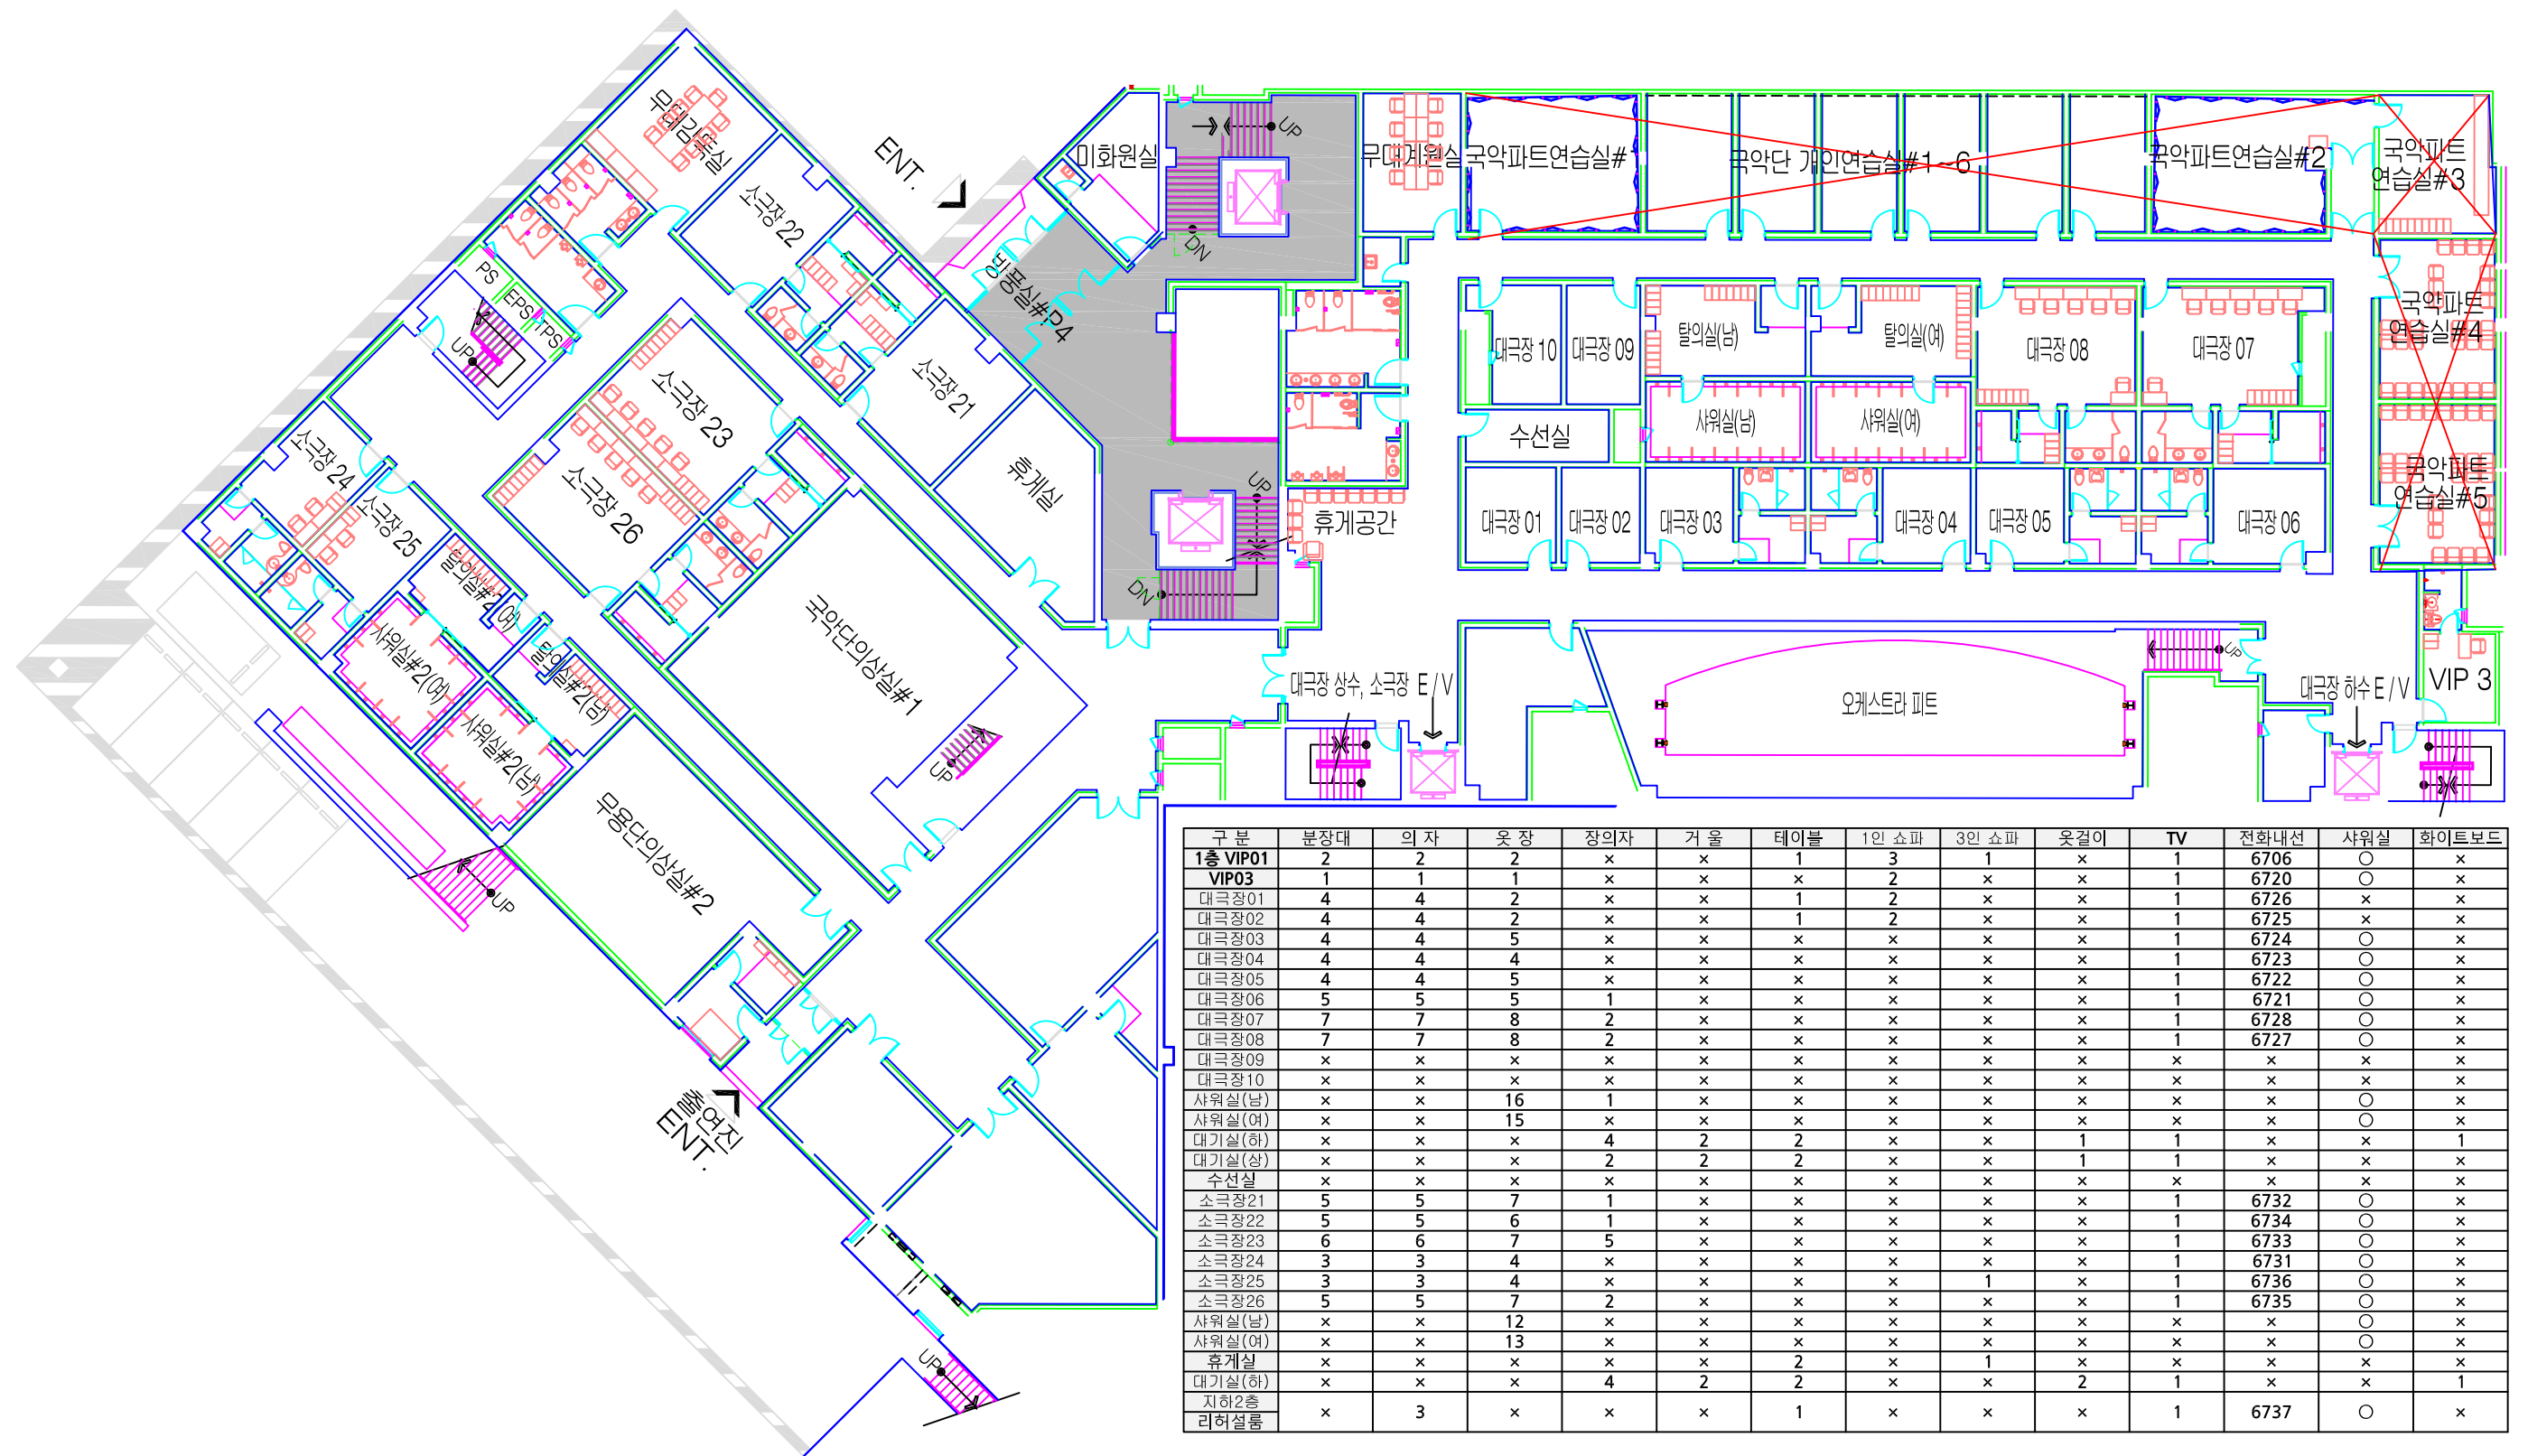 무대감독실
소극장 22
ENT.
미화원실
UP
DN
무대계원실
국악파트연습실#1
국악단 개인연습실#1~6
국악파트연습실#2
국악파트
연습실#3
방풍실#P4
PS
EPS
TPS
UP
소극장 21
소극장 23
소극장 24
소극장 25
소극장 26
휴게실
대극장 10
대극장 09
탈의실(남)
탈의실(여)
대극장 08
대극장 07
국악파트
연습실#4
수선실
샤워실(남)
샤워실(여)
국악파트
연습실#5
UP
DN
휴게공간
대극장 01
대극장 02
대극장 03
대극장 04
대극장 05
대극장 06
탈의실#2(여)
탈의실#2(남)
샤워실#2(여)
샤워실#2(남)
국악단의상실#1
UP
대극장 상수, 소극장 E / V
오케스트라 피트
UP
대극장 하수 E / V
VIP 3
무용단의상실#2
UP
출연진
ENT.
UP
구 분 분장대 의 자 옷 장 장의자 거 울 테이블 1인 쇼파 3인 쇼파 옷걸이 TV 전화내선 샤워실 화이트보드
1층 VIP01 2 2 2 × × 1 3 1 × 1 6706 ○ ×
VIP03 1 1 1 × × × 2 × × 1 6720 ○ ×
대극장01 4 4 2 × × 1 2 × × 1 6726 × ×
대극장02 4 4 2 × × 1 2 × × 1 6725 × ×
대극장03 4 4 5 × × × × × × 1 6724 ○ ×
대극장04 4 4 4 × × × × × × 1 6723 ○ ×
대극장05 4 4 5 × × × × × × 1 6722 ○ ×
대극장06 5 5 5 1 × × × × × 1 6721 ○ ×
대극장07 7 7 8 2 × × × × × 1 6728 ○ ×
대극장08 7 7 8 2 × × × × × 1 6727 ○ ×
대극장09 × × × × × × × × × × × × ×
대극장10 × × × × × × × × × × × × ×
샤워실(남) × × 16 1 × × × × × × × ○ ×
샤워실(여) × × 15 × × × × × × × × ○ ×
대기실(하) × × × 4 2 2 × × 1 1 × × 1
대기실(상) × × × 2 2 2 × × 1 1 × × ×
수선실 × × × × × × × × × × × × ×
소극장21 5 5 7 1 × × × × × 1 6732 ○ ×
소극장22 5 5 6 1 × × × × × 1 6734 ○ ×
소극장23 6 6 7 5 × × × × × 1 6733 ○ ×
소극장24 3 3 4 × × × × × × 1 6731 ○ ×
소극장25 3 3 4 × × × × 1 × 1 6736 ○ ×
소극장26 5 5 7 2 × × × × × 1 6735 ○ ×
샤워실(남) × × 12 × × × × × × × × ○ ×
샤워실(여) × × 13 × × × × × × × × ○ ×
휴게실 × × × × × 2 × 1 × × × × ×
대기실(하) × × × 4 2 2 × × 2 1 × × 1
지하2층
리허설룸 × 3 × × × 1 × × × 1 6737 ○ ×